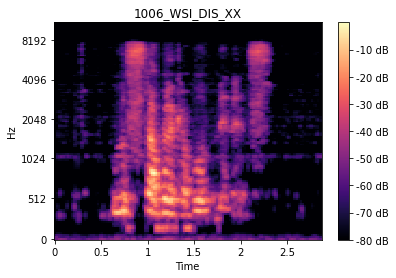 1006_WSI_DIS_XX
8192
4096
2048
1024
512
0
Hz
0
0.5
1
1.5
2
2.5
Time
-10 dB
-20 dB
-30 dB
-40 dB
-50 dB
-60 dB
-70 dB
-80 dB